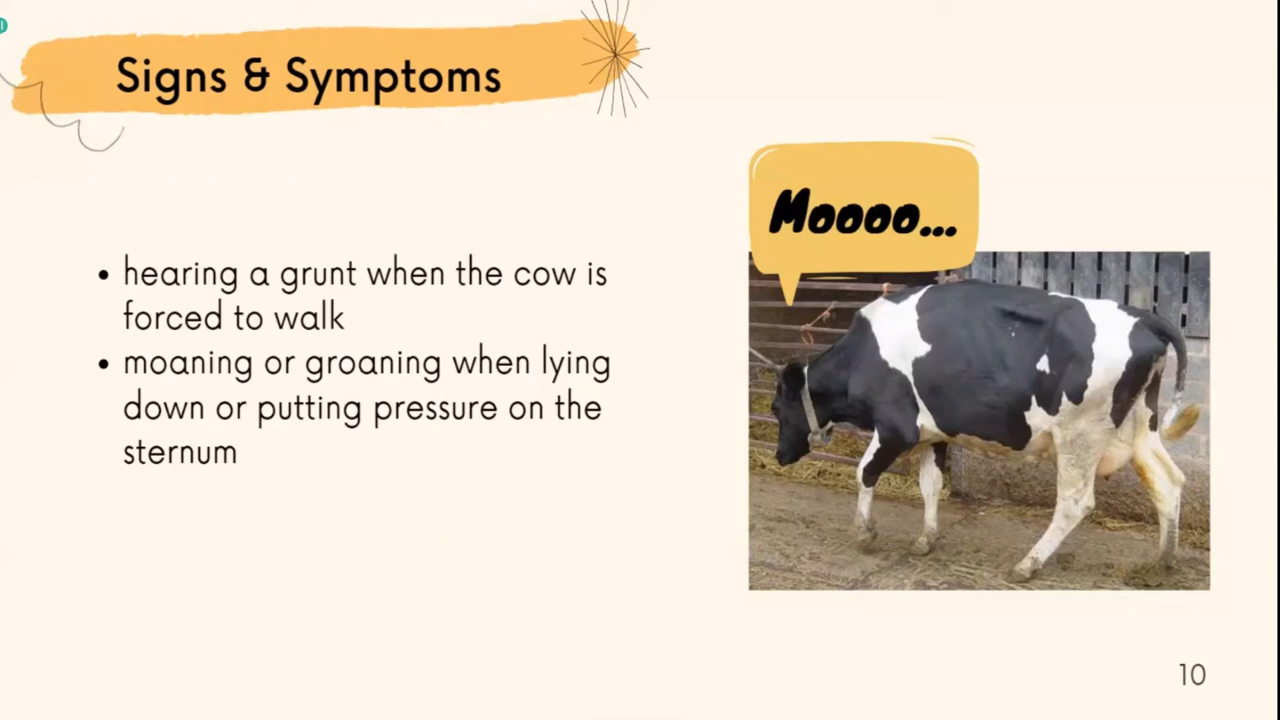 Signs & Symptoms
Moooo...
• hearing a grunt when the cow is
forced to walk
• moaning or groaning when lying
down or putting pressure on the
sternum
10